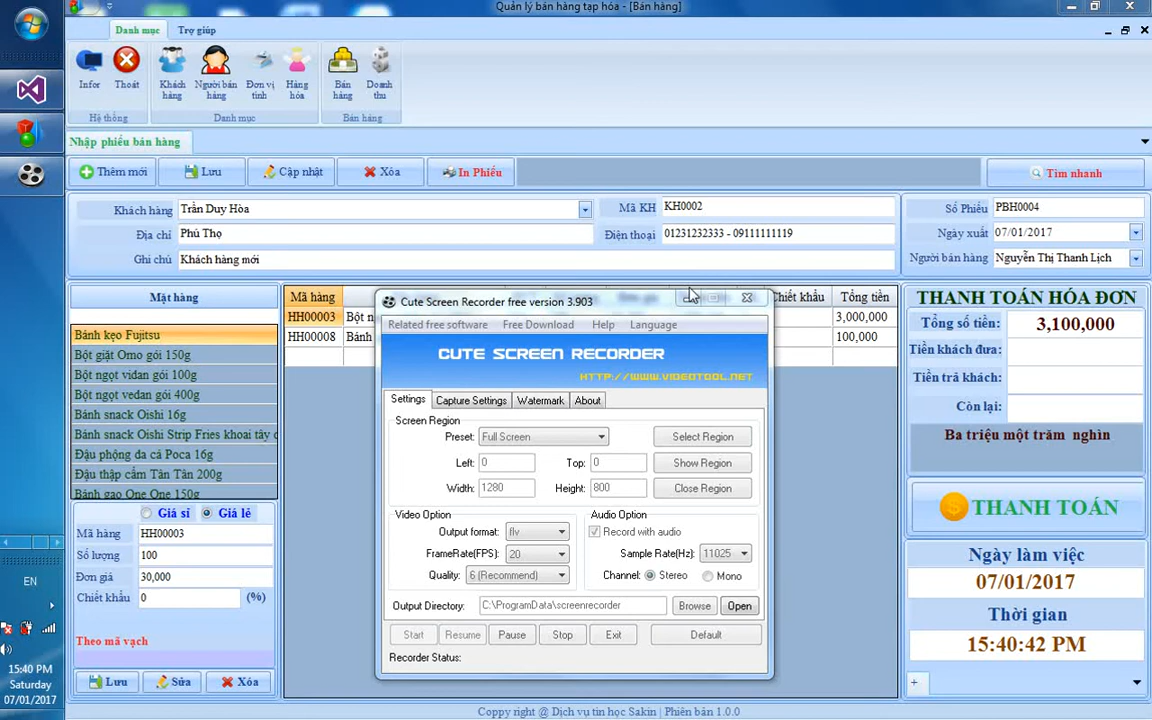 Quản lý bán hàng tạp hóa - [Bán hàng]
Danh mục Trợ giúp
Infor Thoát Khách hàng Người bán hàng Đơn vị tính Hàng hóa Bán hàng Doanh thu
Hệ thống Danh mục Bán hàng
Nhập phiếu bán hàng
Thêm mới Lưu Cập nhật Xóa In Phiếu Tìm nhanh
Khách hàng Trần Duy Hòa Mã KH KH0002
Địa chỉ Phú Thọ Điện thoại 01231232333 - 09111111119
Ghi chú Khách hàng mới
Số Phiếu PBH0004
Ngày xuất 07/01/2017
Người bán hàng Nguyễn Thị Thanh Lịch
Mặt hàng
Bánh kẹo Fujitsu
Bột giặt Omo gói 150g
Bột ngọt vidan gói 100g
Bột ngọt vedan gói 400g
Bánh snack Oishi 16g
Bánh snack Oishi Strip Fries khoai tây c
Đậu phộng da cá Poca 16g
Đậu thập cẩm Tân Tân 200g
Bánh gạo One One 150g
Giá sỉ Giá lẻ
Mã hàng HH00003
Số lượng 100
Đơn giá 30,000
Chiết khấu 0 (%)
Theo mã vạch
Lưu Sửa Xóa
Mã hàng Chiết khấu Tổng tiền
HH00003 Bột n 3,000,000
HH00008 Bánh 100,000
Cute Screen Recorder free version 3.903
Related free software Free Download Help Language
CUTE SCREEN RECORDER
HTTP://WWW.VIDEOTOOL.NET
Settings Capture Settings Watermark About
Screen Region
Preset: Full Screen Select Region
Left: 0 Top: 0 Show Region
Width: 1280 Height: 800 Close Region
Video Option
Output format: flv
FrameRate(FPS): 20
Quality: 6 (Recommend)
Audio Option
Record with audio
Sample Rate(Hz): 11025
Channel: Stereo Mono
Output Directory: C:\ProgramData\screenrecorder Browse Open
Start Resume Pause Stop Exit Default
Recorder Status:
THANH TOÁN HÓA ĐƠN
Tổng số tiền: 3,100,000
Tiền khách đưa:
Tiền trả khách:
Còn lại:
Ba triệu một trăm nghìn
THANH TOÁN
Ngày làm việc
07/01/2017
Thời gian
15:40:42 PM
EN
15:40 PM
Saturday
07/01/2017
Coppy right @ Dịch vụ tin học Sakin | Phiên bản 1.0.0